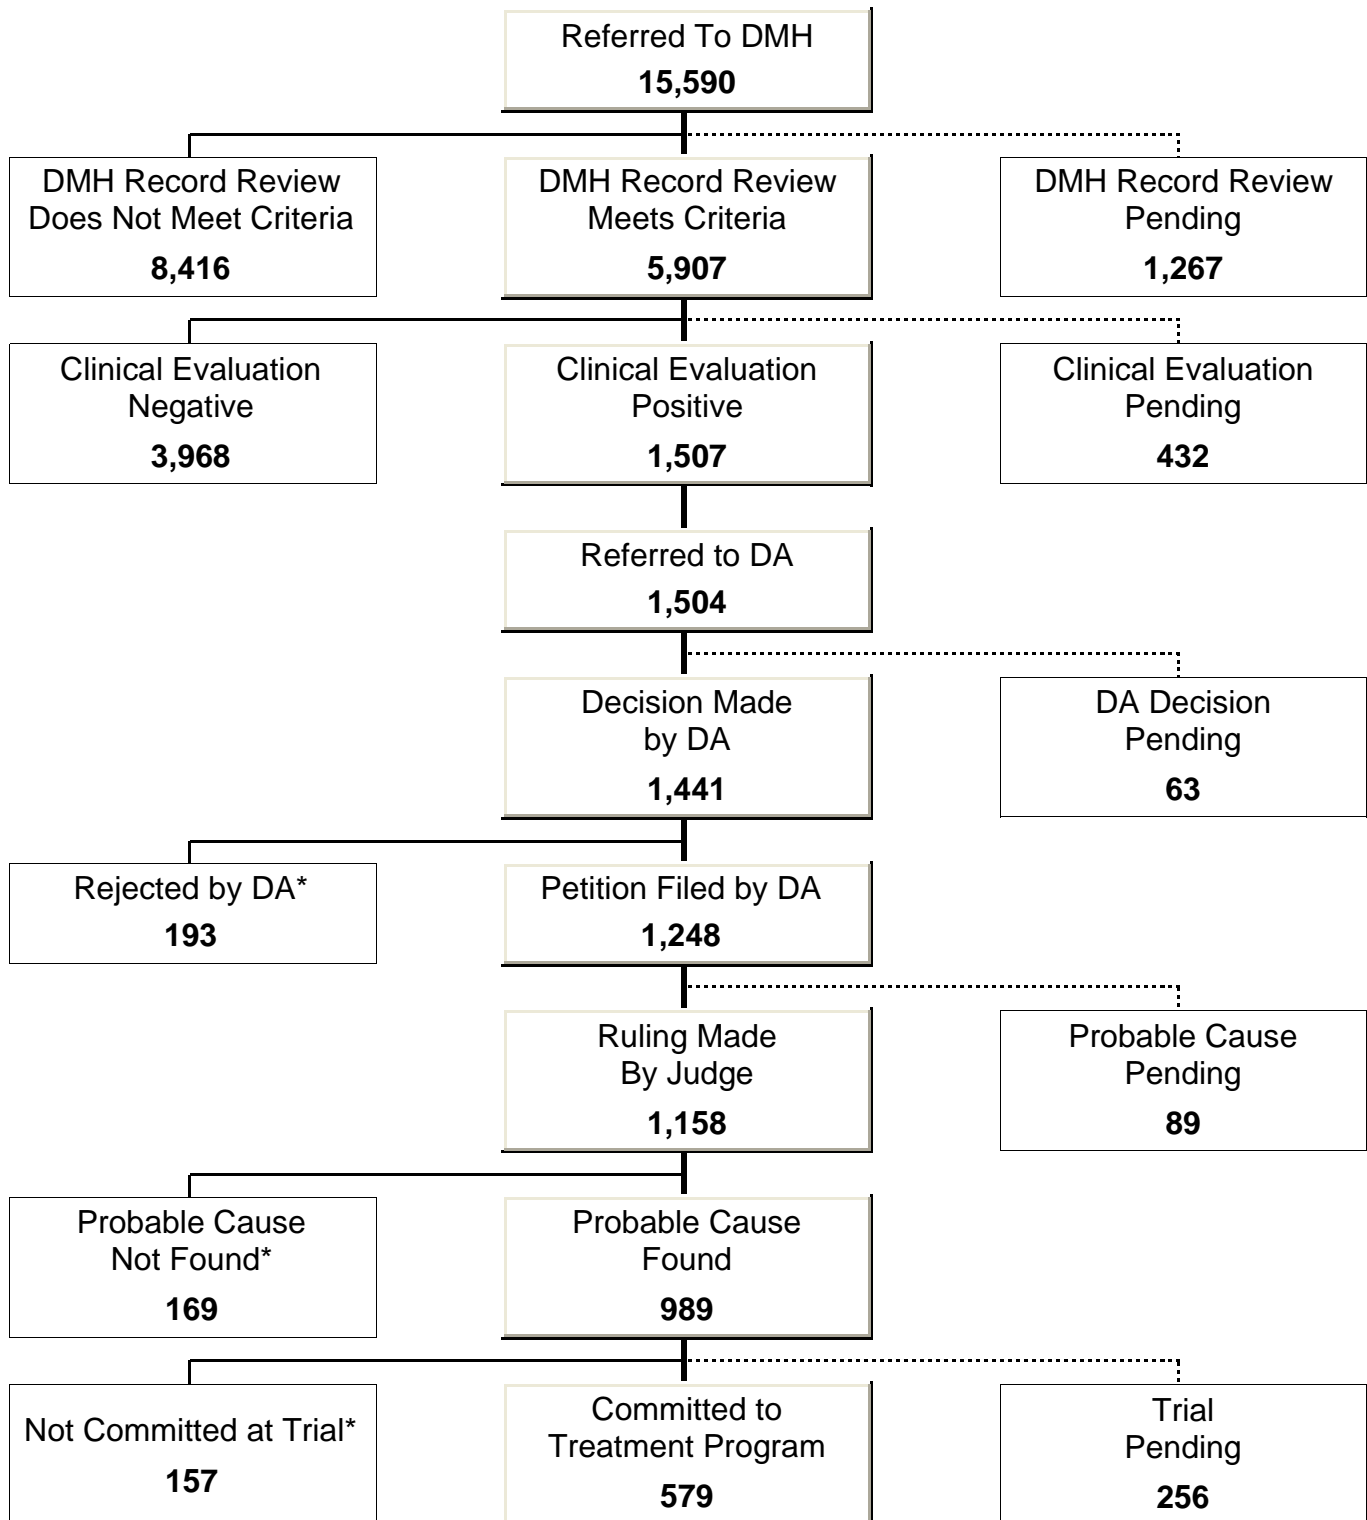 Referred To DMH
15,590
DMH Record Review
Does Not Meet Criteria
8,416
DMH Record Review
Meets Criteria
5,907
DMH Record Review
Pending
1,267
Clinical Evaluation
Negative
3,968
Clinical Evaluation
Positive
1,507
Clinical Evaluation
Pending
432
Referred to DA
1,504
Decision Made
by DA
1,441
DA Decision
Pending
63
Rejected by DA*
193
Petition Filed by DA
1,248
Ruling Made
By Judge
1,158
Probable Cause
Pending
89
Probable Cause
Not Found*
169
Probable Cause
Found
989
Not Committed at Trial*
157
Committed to
Treatment Program
579
Trial
Pending
256